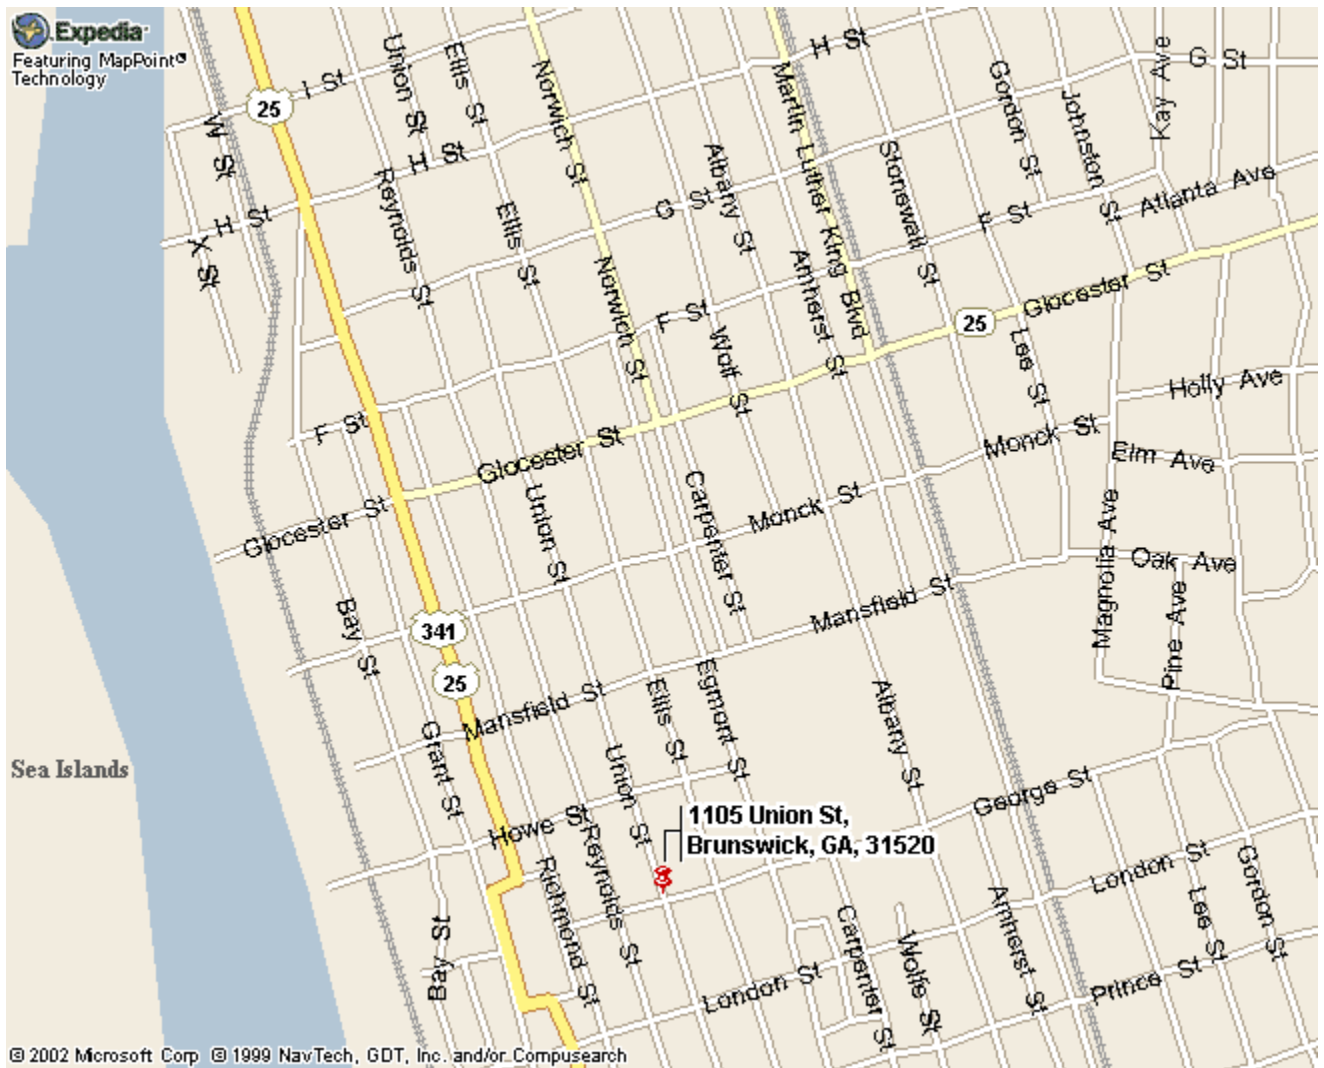 Expedia
Featuring MapPoint®
Technology
H St
G St
Union St
Ellis St
Norwich St
I St
25
Martin Luther King Blvd
Gordon St
Johnston St
Kay Ave
W St
H St
Albany St
Stonewall St
Reynolds St
Atlanta Ave
H St
X St
Ellis St
G St
F St
Norwich St
Amherst St
Glocester St
F St
Wolf St
25
Lee St
Holly Ave
F St
Glocester St
Monck St
Elm Ave
Glocester St
Union St
Carpenter St
Monck St
Magnolia Ave
Oak Ave
Bay St
341
Mansfield St
Pine Ave
25
Mansfield St
Ellis St
Egmont St
Albany St
Grant St
Union St
Sea Islands
George St
Howe St
1105 Union St,
Brunswick, GA, 31520
Reynolds St
Richmond St
London St
Gordon St
Lee St
Amherst St
Bay St
Carpenter St
Wolfe St
London St
Prince St
© 2002 Microsoft Corp © 1999 NavTech, GDT, Inc. and/or Compusearch